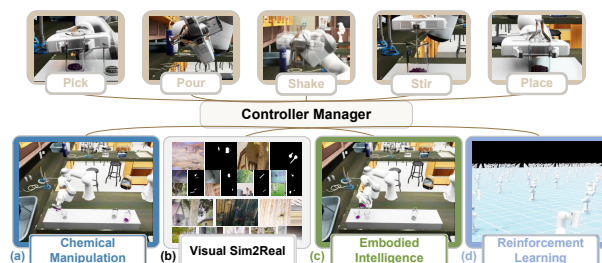 Pick
Pour
Shake
Stir
Place
Controller Manager
(a)
Chemical
Manipulation
(b)
Visual Sim2Real
(c)
Embodied
Intelligence
(d)
Reinforcement
Learning